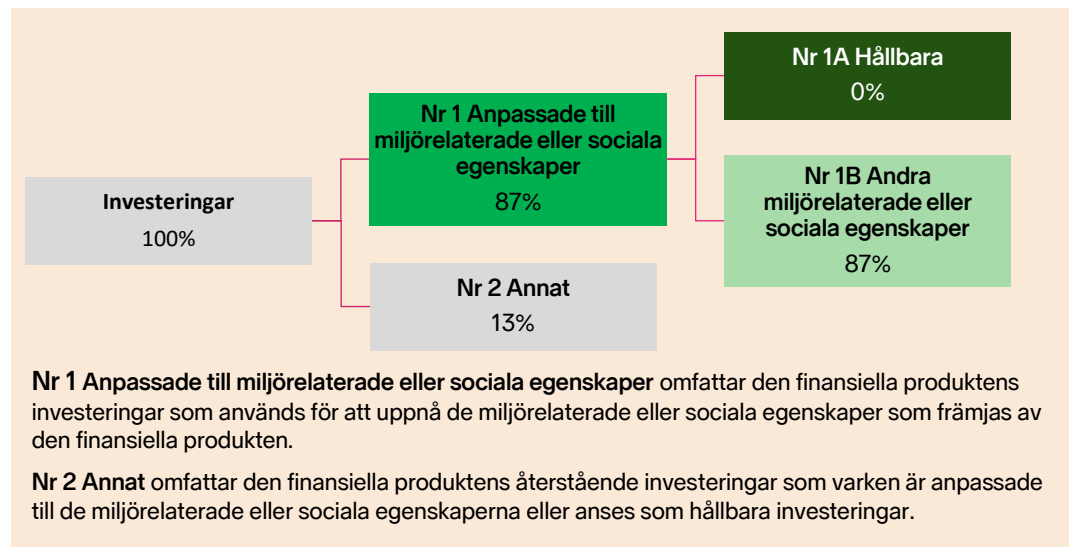 Investeringar
100%
Nr 1 Anpassade till
miljörelaterade eller sociala
egenskaper
87%
Nr 2 Annat
13%
Nr 1A Hållbara
0%
Nr 1B Andra
miljörelaterade eller
sociala egenskaper
87%
Nr 1 Anpassade till miljörelaterade eller sociala egenskaper omfattar den finansiella produktens
investeringar som används för att uppnå de miljörelaterade eller sociala egenskaper som främjas av
den finansiella produkten.
Nr 2 Annat omfattar den finansiella produktens återstående investeringar som varken är anpassade
till de miljörelaterade eller sociala egenskaperna eller anses som hållbara investeringar.